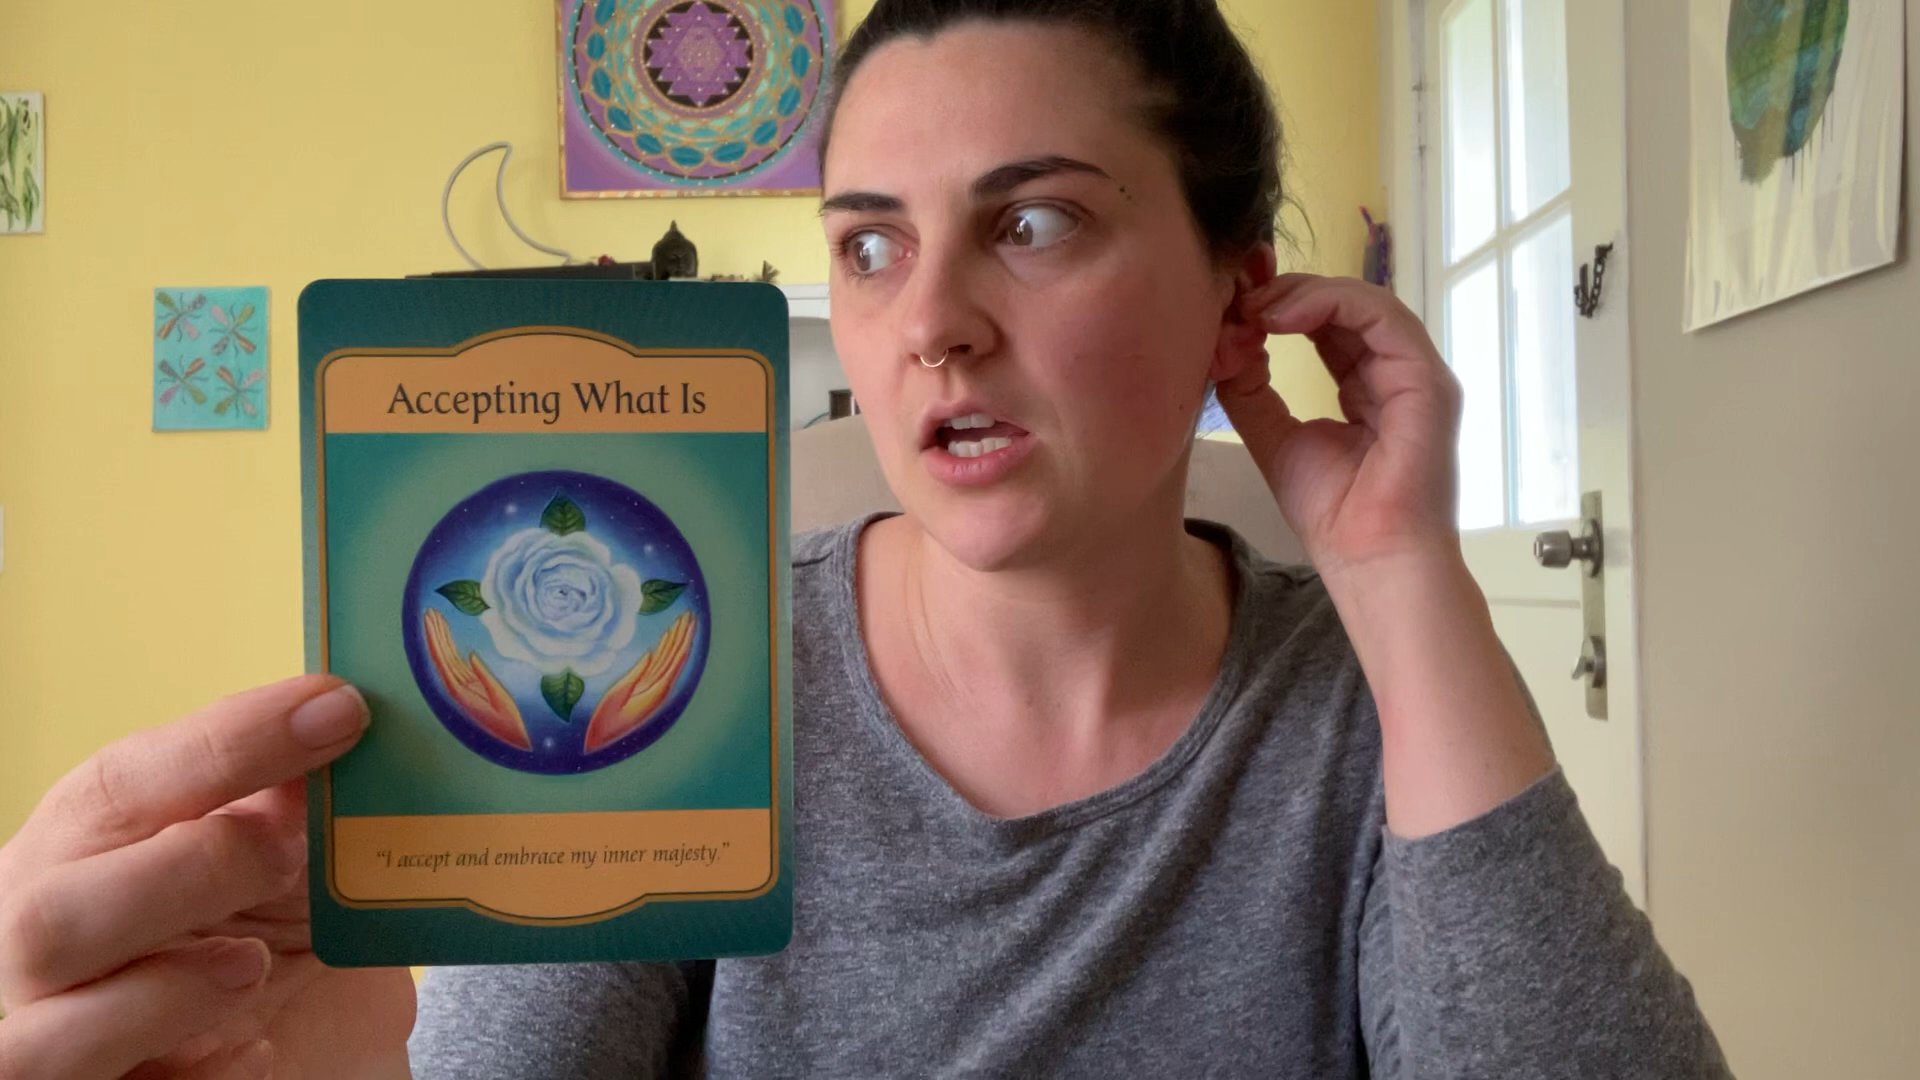 Accepting What Is
“I accept and embrace my inner majesty.”